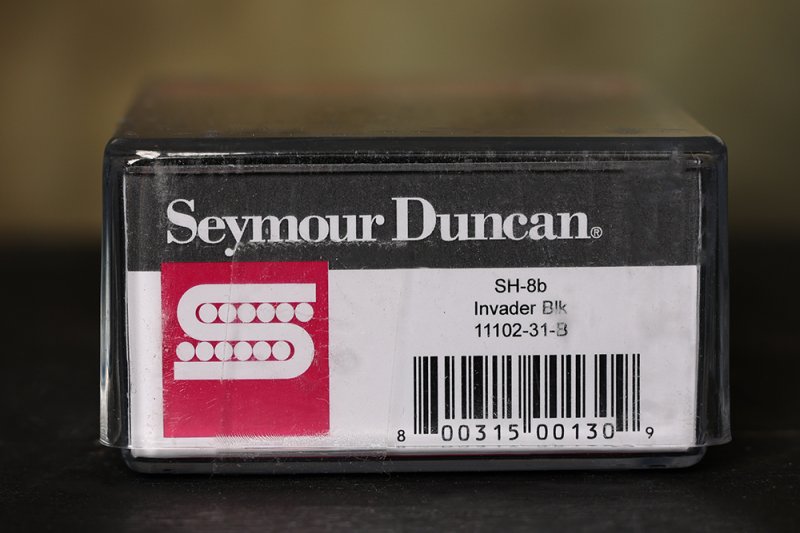 Seymour Duncan®
SH-8b
Invader Blk
11102-31-B
8 00315 00130 9